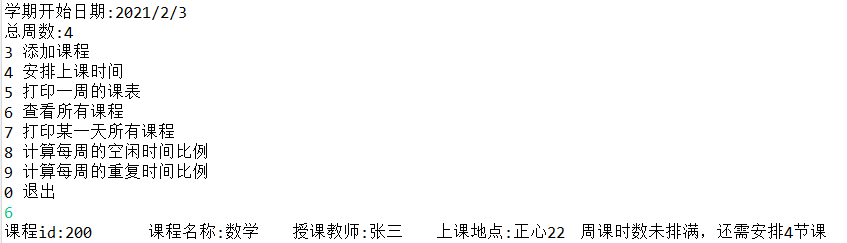 学期开始日期:2021/2/3
总周数:4
3 添加课程
4 安排上课时间
5 打印一周的课表
6 查看所有课程
7 打印某一天所有课程
8 计算每周的空闲时间比例
9 计算每周的重复时间比例
0 退出
6
课程id:200 课程名称:数学 授课教师:张三 上课地点:正心22 周课时数未排满，还需安排4节课